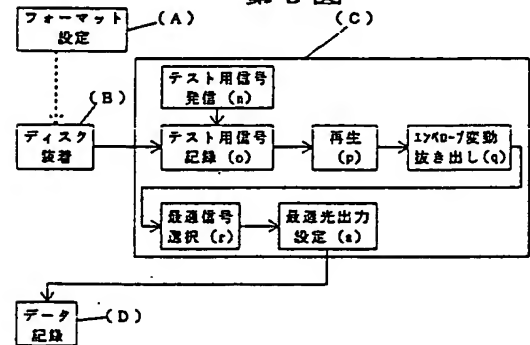 フォーマット
設定
(A)
(C)
テスト用信号
発信 (n)
(B)
ディスク
装着
テスト用信号
記録 (o)
再生
(p)
エンベロープ変動
抜き出し(q)
最適信号
選択 (r)
最適光出力
設定 (s)
データ
記録
(D)